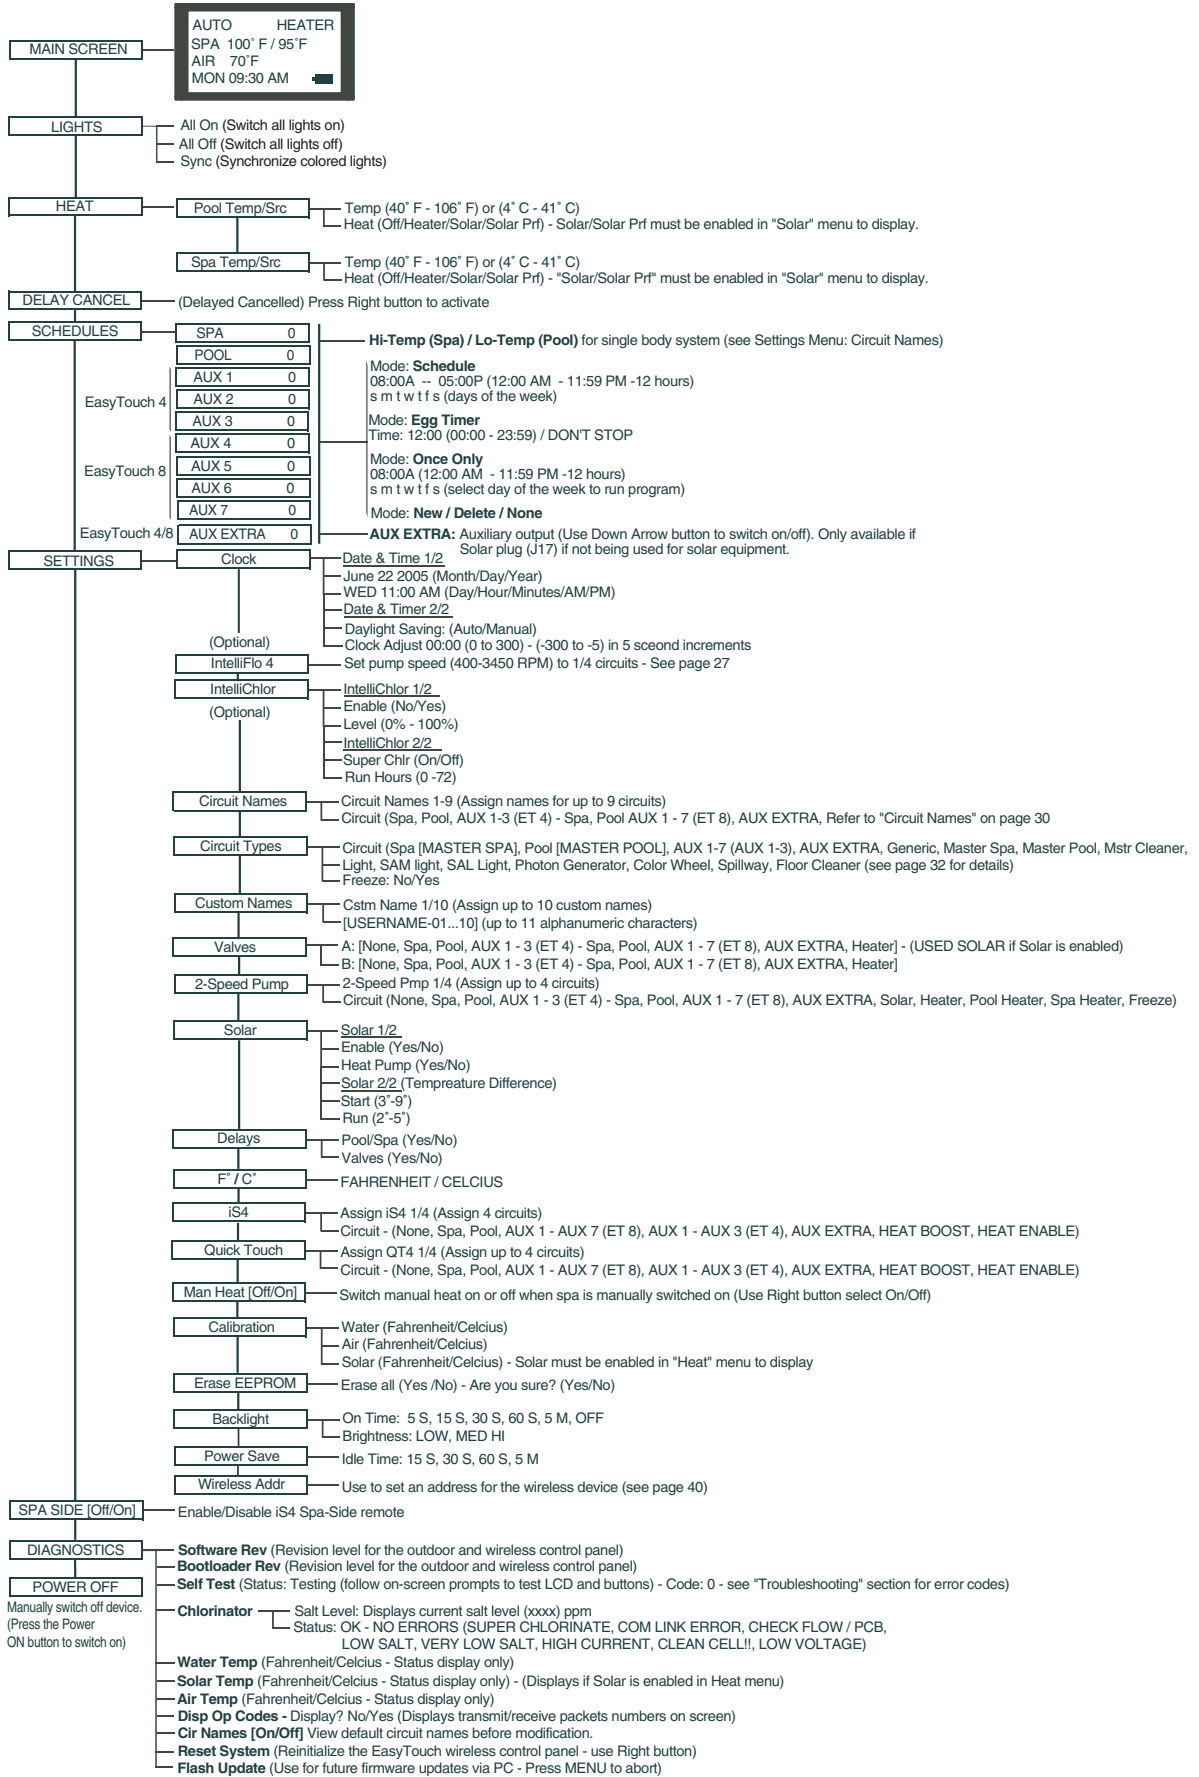 MAIN SCREEN
AUTO HEATER
SPA 100˚ F / 95˚F
AIR 70˚F
MON 09:30 AM
LIGHTS
All On (Switch all lights on)
All Off (Switch all lights off)
Sync (Synchronize colored lights)
HEAT
Pool Temp/Src
Temp (40˚ F - 106˚ F) or (4˚ C - 41˚ C)
Heat (Off/Heater/Solar/Solar Prf) - Solar/Solar Prf must be enabled in "Solar" menu to display.
Spa Temp/Src
Temp (40˚ F - 106˚ F) or (4˚ C - 41˚ C)
Heat (Off/Heater/Solar/Solar Prf) - "Solar/Solar Prf" must be enabled in "Solar" menu to display.
DELAY CANCEL
(Delayed Cancelled) Press Right button to activate
SCHEDULES
SPA 0
POOL 0
AUX 1 0
AUX 2 0
AUX 3 0
AUX 4 0
AUX 5 0
AUX 6 0
AUX 7 0
AUX EXTRA 0
EasyTouch 4
EasyTouch 8
EasyTouch 4/8
Hi-Temp (Spa) / Lo-Temp (Pool) for single body system (see Settings Menu: Circuit Names)
Mode: Schedule
08:00A -- 05:00P (12:00 AM - 11:59 PM -12 hours)
s m t w t f s (days of the week)
Mode: Egg Timer
Time: 12:00 (00:00 - 23:59) / DON'T STOP
Mode: Once Only
08:00A (12:00 AM - 11:59 PM -12 hours)
s m t w t f s (select day of the week to run program)
Mode: New / Delete / None
AUX EXTRA: Auxiliary output (Use Down Arrow button to switch on/off). Only available if
Solar plug (J17) if not being used for solar equipment.
SETTINGS
Clock
Date & Time 1/2
June 22 2005 (Month/Day/Year)
WED 11:00 AM (Day/Hour/Minutes/AM/PM)
Date & Timer 2/2
Daylight Saving: (Auto/Manual)
Clock Adjust 00:00 (0 to 300) - (-300 to -5) in 5 sceond increments
(Optional)
IntelliFlo 4
Set pump speed (400-3450 RPM) to 1/4 circuits - See page 27
IntelliChlor
(Optional)
IntelliChlor 1/2
Enable (No/Yes)
Level (0% - 100%)
IntelliChlor 2/2
Super Chlr (On/Off)
Run Hours (0 -72)
Circuit Names
Circuit Names 1-9 (Assign names for up to 9 circuits)
Circuit (Spa, Pool, AUX 1-3 (ET 4) - Spa, Pool AUX 1 - 7 (ET 8), AUX EXTRA, Refer to "Circuit Names" on page 30
Circuit Types
Circuit (Spa [MASTER SPA], Pool [MASTER POOL], AUX 1-7 (AUX 1-3), AUX EXTRA, Generic, Master Spa, Master Pool, Mstr Cleaner,
Light, SAM light, SAL Light, Photon Generator, Color Wheel, Spillway, Floor Cleaner (see page 32 for details)
Freeze: No/Yes
Custom Names
Cstm Name 1/10 (Assign up to 10 custom names)
[USERNAME-01...10] (up to 11 alphanumeric characters)
Valves
A: [None, Spa, Pool, AUX 1 - 3 (ET 4) - Spa, Pool, AUX 1 - 7 (ET 8), AUX EXTRA, Heater] - (USED SOLAR if Solar is enabled)
B: [None, Spa, Pool, AUX 1 - 3 (ET 4) - Spa, Pool, AUX 1 - 7 (ET 8), AUX EXTRA, Heater]
2-Speed Pump
2-Speed Pmp 1/4 (Assign up to 4 circuits)
Circuit (None, Spa, Pool, AUX 1 - 3 (ET 4) - Spa, Pool, AUX 1 - 7 (ET 8), AUX EXTRA, Solar, Heater, Pool Heater, Spa Heater, Freeze)
Solar
Solar 1/2
Enable (Yes/No)
Heat Pump (Yes/No)
Solar 2/2 (Tempreature Difference)
Start (3˚-9˚)
Run (2˚-5˚)
Delays
Pool/Spa (Yes/No)
Valves (Yes/No)
F˚ / C˚
FAHRENHEIT / CELCIUS
iS4
Assign iS4 1/4 (Assign 4 circuits)
Circuit - (None, Spa, Pool, AUX 1 - AUX 7 (ET 8), AUX 1 - AUX 3 (ET 4), AUX EXTRA, HEAT BOOST, HEAT ENABLE)
Quick Touch
Assign QT4 1/4 (Assign up to 4 circuits)
Circuit - (None, Spa, Pool, AUX 1 - AUX 7 (ET 8), AUX 1 - AUX 3 (ET 4), AUX EXTRA, HEAT BOOST, HEAT ENABLE)
Man Heat [Off/On]
Switch manual heat on or off when spa is manually switched on (Use Right button select On/Off)
Calibration
Water (Fahrenheit/Celcius)
Air (Fahrenheit/Celcius)
Solar (Fahrenheit/Celcius) - Solar must be enabled in "Heat" menu to display
Erase EEPROM
Erase all (Yes /No) - Are you sure? (Yes/No)
Backlight
On Time: 5 S, 15 S, 30 S, 60 S, 5 M, OFF
Brightness: LOW, MED HI
Power Save
Idle Time: 15 S, 30 S, 60 S, 5 M
Wireless Addr
Use to set an address for the wireless device (see page 40)
SPA SIDE [Off/On]
Enable/Disable iS4 Spa-Side remote
DIAGNOSTICS
Software Rev (Revision level for the outdoor and wireless control panel)
Bootloader Rev (Revision level for the outdoor and wireless control panel)
Self Test (Status: Testing (follow on-screen prompts to test LCD and buttons) - Code: 0 - see "Troubleshooting" section for error codes)
Chlorinator
Salt Level: Displays current salt level (xxxx) ppm
Status: OK - NO ERRORS (SUPER CHLORINATE, COM LINK ERROR, CHECK FLOW / PCB,
LOW SALT, VERY LOW SALT, HIGH CURRENT, CLEAN CELL!!, LOW VOLTAGE)
Water Temp (Fahrenheit/Celcius - Status display only)
Solar Temp (Fahrenheit/Celcius - Status display only) - (Displays if Solar is enabled in Heat menu)
Air Temp (Fahrenheit/Celcius - Status display only)
Disp Op Codes - Display? No/Yes (Displays transmit/receive packets numbers on screen)
Cir Names [On/Off] View default circuit names before modification.
Reset System (Reinitialize the EasyTouch wireless control panel - use Right button)
Flash Update (Use for future firmware updates via PC - Press MENU to abort)
POWER OFF
Manually switch off device.
(Press the Power
ON button to switch on)